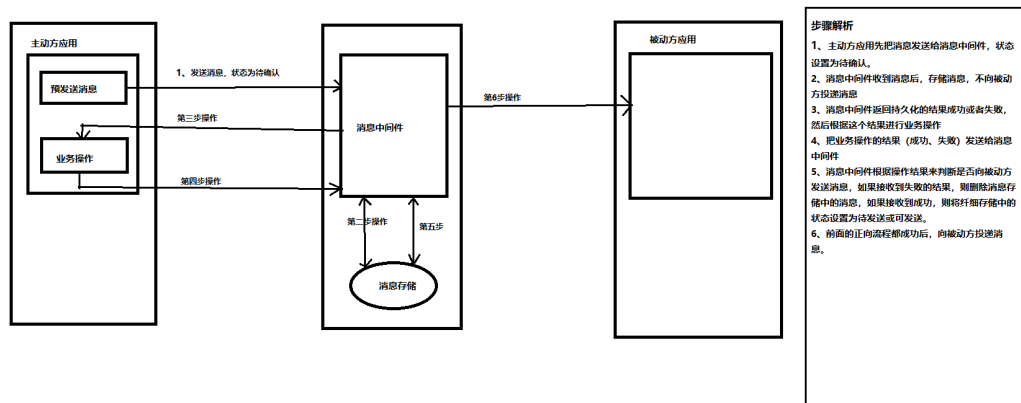 主动方应用
预发送消息
业务操作
1、发送消息，状态为待确认
第三步操作
第四步操作
消息中间件
第二步操作
第五步
消息存储
第6步操作
被动方应用
步骤解析
1、主动方应用先把消息发送给消息中间件，状态
设置为待确认。
2、消息中间件收到消息后，存储消息，不向被动
方投递消息
3、消息中间件返回持久化的结果成功或者失败，
然后根据这个结果进行业务操作
4、把业务操作的结果（成功、失败）发送给消息
中间件
5、消息中间件根据操作结果来判断是否向被动方
发送消息，如果接收到失败的结果，则删除消息存
储中的消息，如果接收到成功，则将纤细存储中的
状态设置为待发送或可发送。
6、前面的正向流程都成功后，向被动方投递消
息。